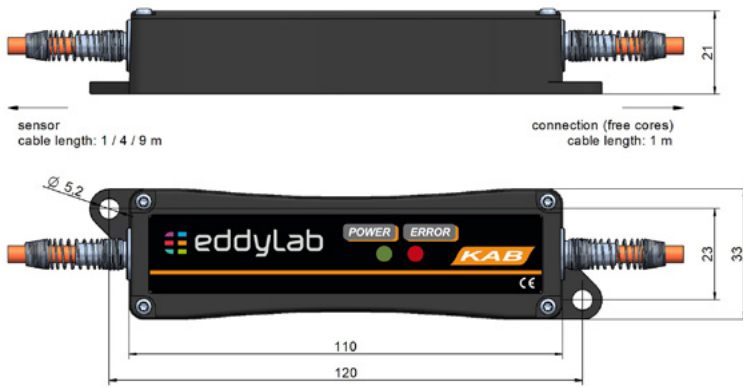 21
sensor
cable length: 1 / 4 / 9 m
connection (free cores)
cable length: 1 m
Ø 5,2
eddyLab
POWER
ERROR
KAB
CE
23
33
110
120